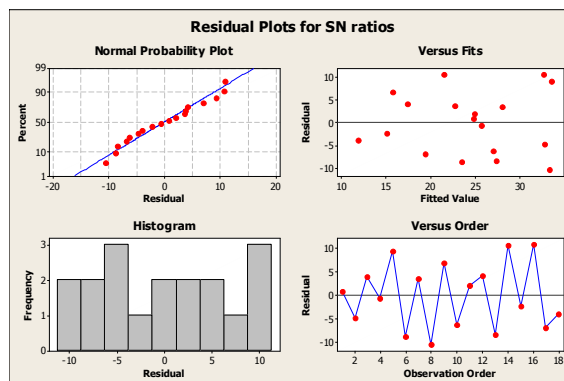 Residual Plots for SN ratios
Normal Probability Plot
Percent
99
90
50
10
1
-20 -10 0 10 20
Residual
Versus Fits
Residual
10
5
0
-5
-10
10 15 20 25 30
Fitted Value
Histogram
Frequency
3
2
1
0
-10 -5 0 5 10
Residual
Versus Order
Residual
10
5
0
-5
-10
2 4 6 8 10 12 14 16 18
Observation Order